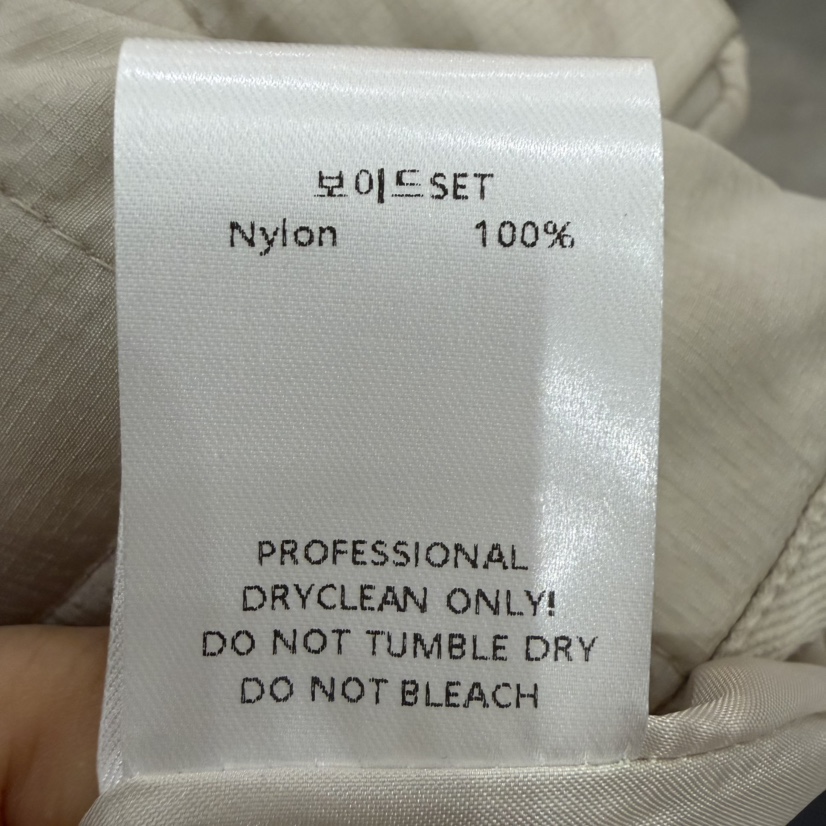 보이드SET
Nylon 100%
PROFESSIONAL
DRYCLEAN ONLY!
DO NOT TUMBLE DRY
DO NOT BLEACH